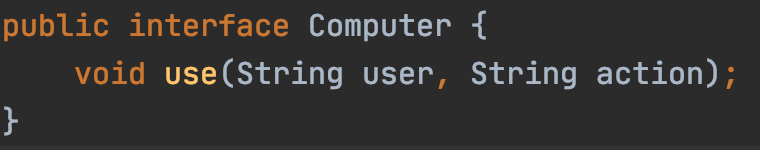 public interface Computer {
    void use(String user, String action);
}